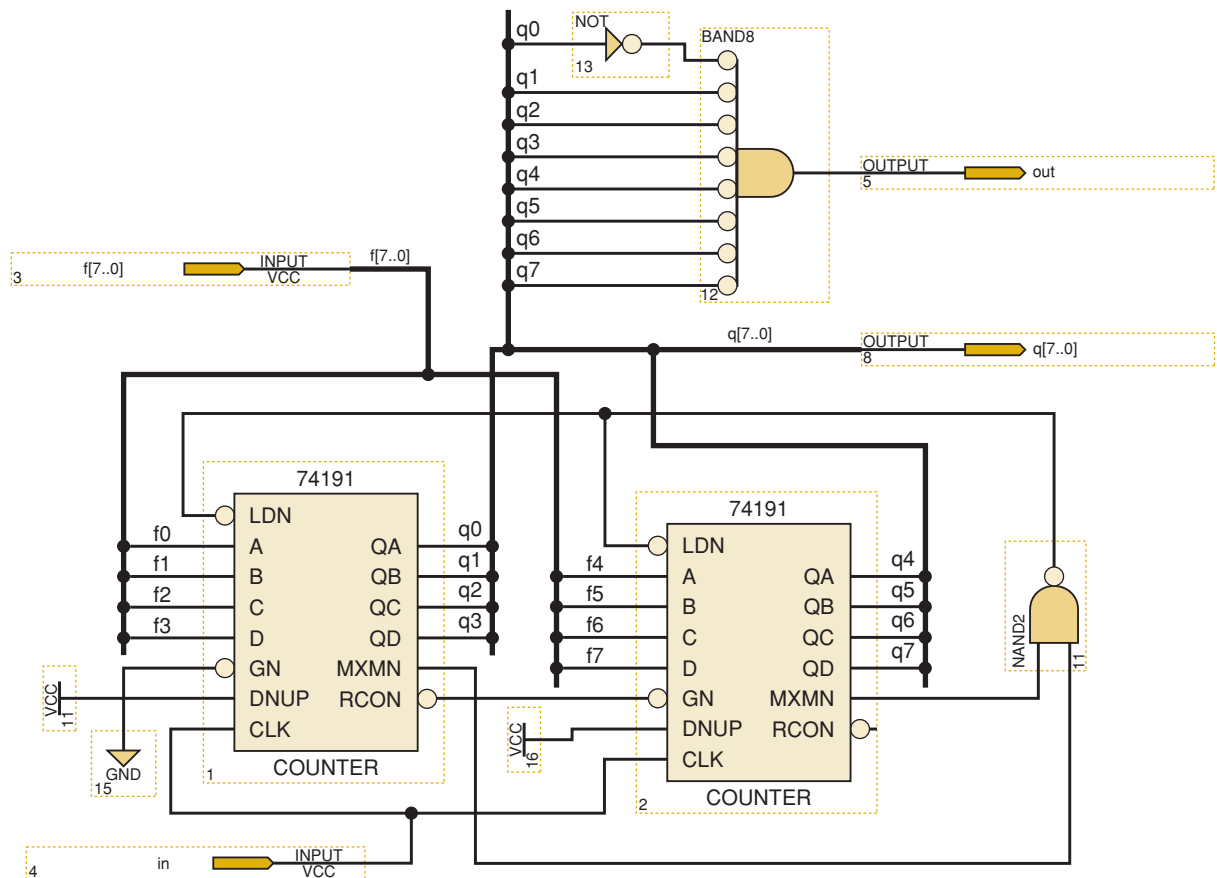 NOT
q0
13
BAND8
q1
q2
q3
q4
q5
q6
q7
12
OUTPUT
5
out
3
f[7..0]
INPUT
VCC
f[7..0]
q[7..0]
OUTPUT
8
q[7..0]
74191
LDN
f0
A
QA
q0
f1
B
QB
q1
f2
C
QC
q2
f3
D
QD
q3
GN
MXMN
DNUP
RCON
CLK
1
COUNTER
VCC
11
GND
15
74191
LDN
f4
A
QA
q4
f5
B
QB
q5
f6
C
QC
q6
f7
D
QD
q7
GN
MXMN
DNUP
RCON
CLK
2
COUNTER
VCC
16
NAND2
11
4
in
INPUT
VCC